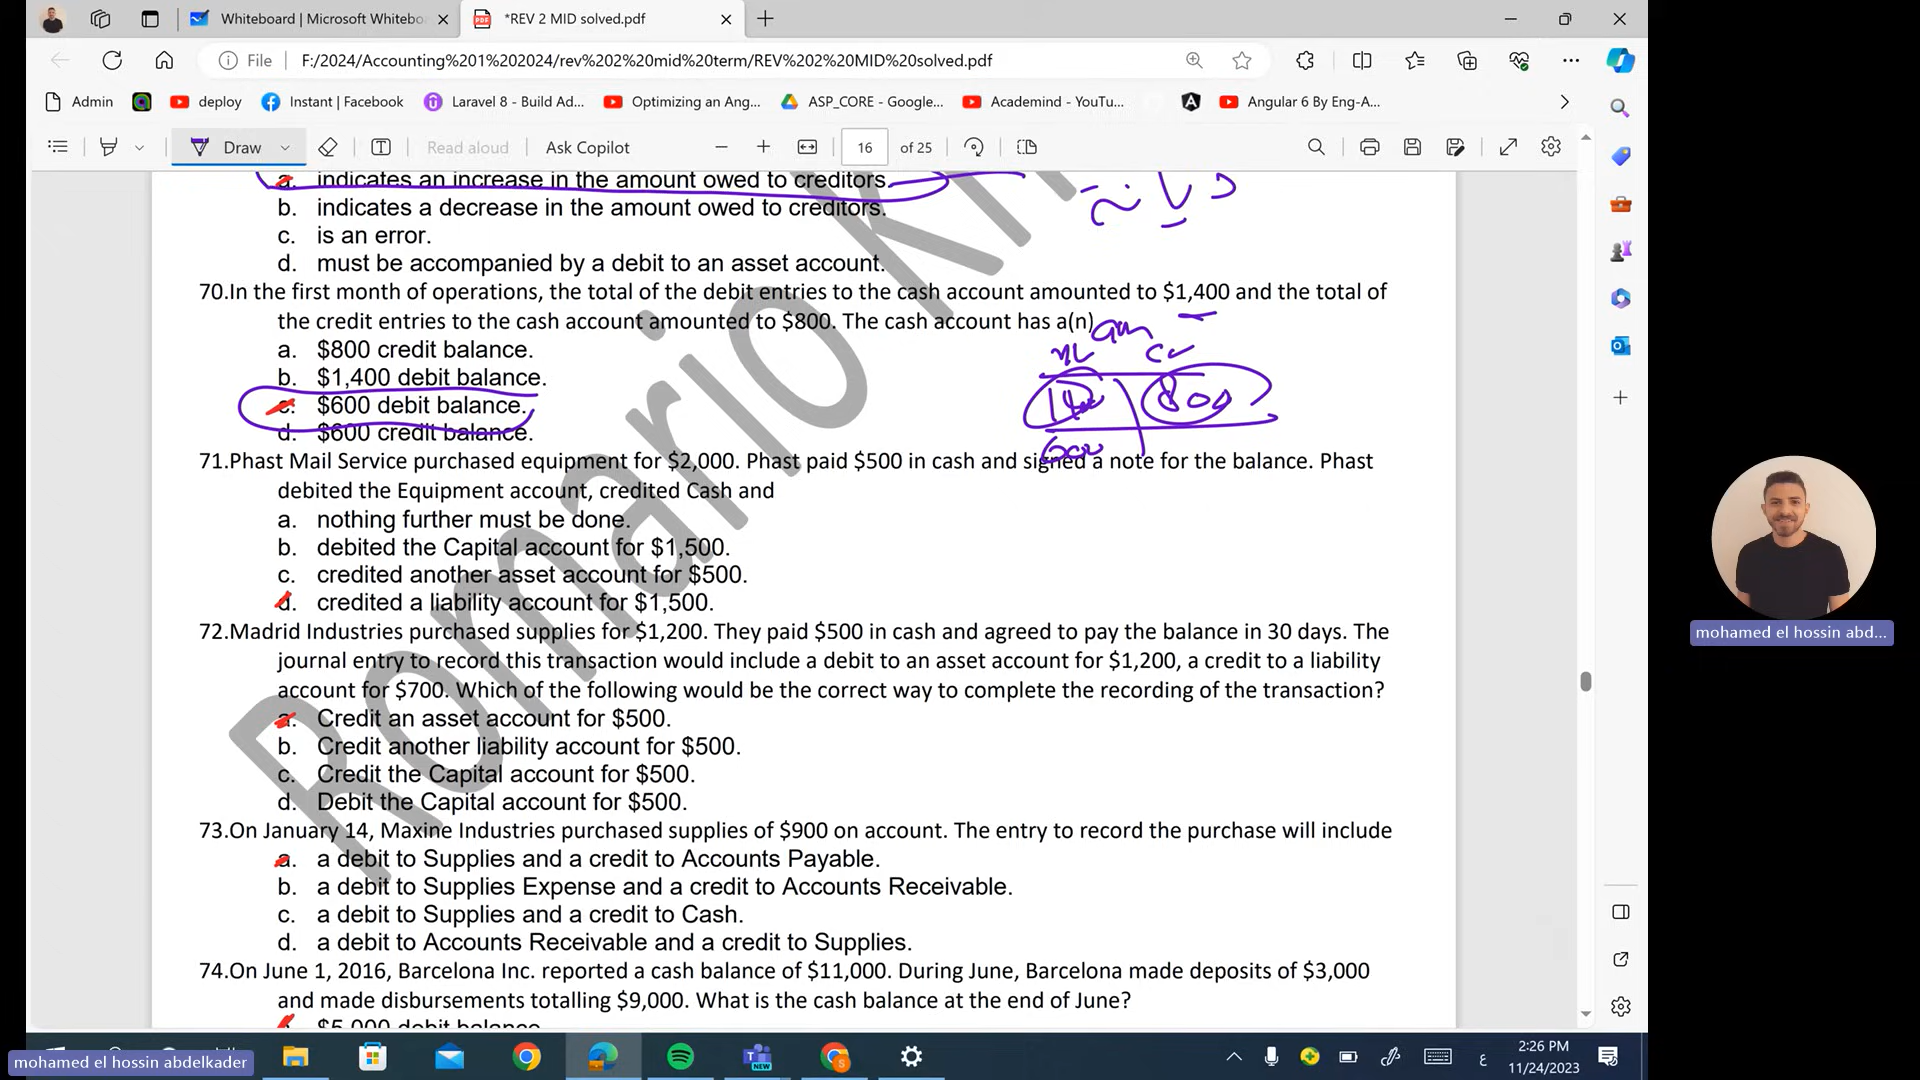 Whiteboard | Microsoft Whitebo
*REV 2 MID solved.pdf
File
F:/2024/Accounting%201%202024/rev%202%20mid%20term/REV%202%20MID%20solved.pdf
Admin
deploy
Instant | Facebook
Laravel 8 - Build Ad...
Optimizing an Ang...
ASP_CORE - Google...
Academind - YouTu...
Angular 6 By Eng-A...
Draw
Read aloud
Ask Copilot
16
of 25
a. indicates an increase in the amount owed to creditors.
b. indicates a decrease in the amount owed to creditors.
c. is an error.
d. must be accompanied by a debit to an asset account.
70.In the first month of operations, the total of the debit entries to the cash account amounted to $1,400 and the total of
the credit entries to the cash account amounted to $800. The cash account has a(n)
a. $800 credit balance.
b. $1,400 debit balance.
c. $600 debit balance.
d. $600 credit balance.
800
600
71.Phast Mail Service purchased equipment for $2,000. Phast paid $500 in cash and signed a note for the balance. Phast
debited the Equipment account, credited Cash and
a. nothing further must be done.
b. debited the Capital account for $1,500.
c. credited another asset account for $500.
d. credited a liability account for $1,500.
72.Madrid Industries purchased supplies for $1,200. They paid $500 in cash and agreed to pay the balance in 30 days. The
journal entry to record this transaction would include a debit to an asset account for $1,200, a credit to a liability
account for $700. Which of the following would be the correct way to complete the recording of the transaction?
a. Credit an asset account for $500.
b. Credit another liability account for $500.
c. Credit the Capital account for $500.
d. Debit the Capital account for $500.
73.On January 14, Maxine Industries purchased supplies of $900 on account. The entry to record the purchase will include
a. a debit to Supplies and a credit to Accounts Payable.
b. a debit to Supplies Expense and a credit to Accounts Receivable.
c. a debit to Supplies and a credit to Cash.
d. a debit to Accounts Receivable and a credit to Supplies.
74.On June 1, 2016, Barcelona Inc. reported a cash balance of $11,000. During June, Barcelona made deposits of $3,000
and made disbursements totalling $9,000. What is the cash balance at the end of June?
$5,000 debit balance.
Romario
mohamed el hossin abd...
mohamed el hossin abdelkader
NEW
ع
2:26 PM
11/24/2023